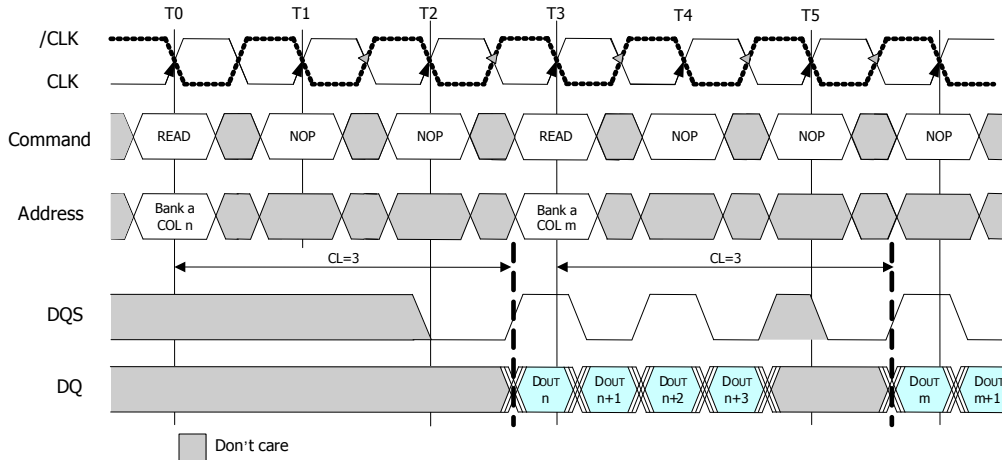 T0 T1 T2 T3 T4 T5
/CLK
CLK
Command READ NOP NOP READ NOP NOP NOP
Address Bank a COL n Bank a COL m
CL=3 CL=3
DQS
DQ DOUT n DOUT n+1 DOUT n+2 DOUT n+3 DOUT m DOUT m+1
Don't care